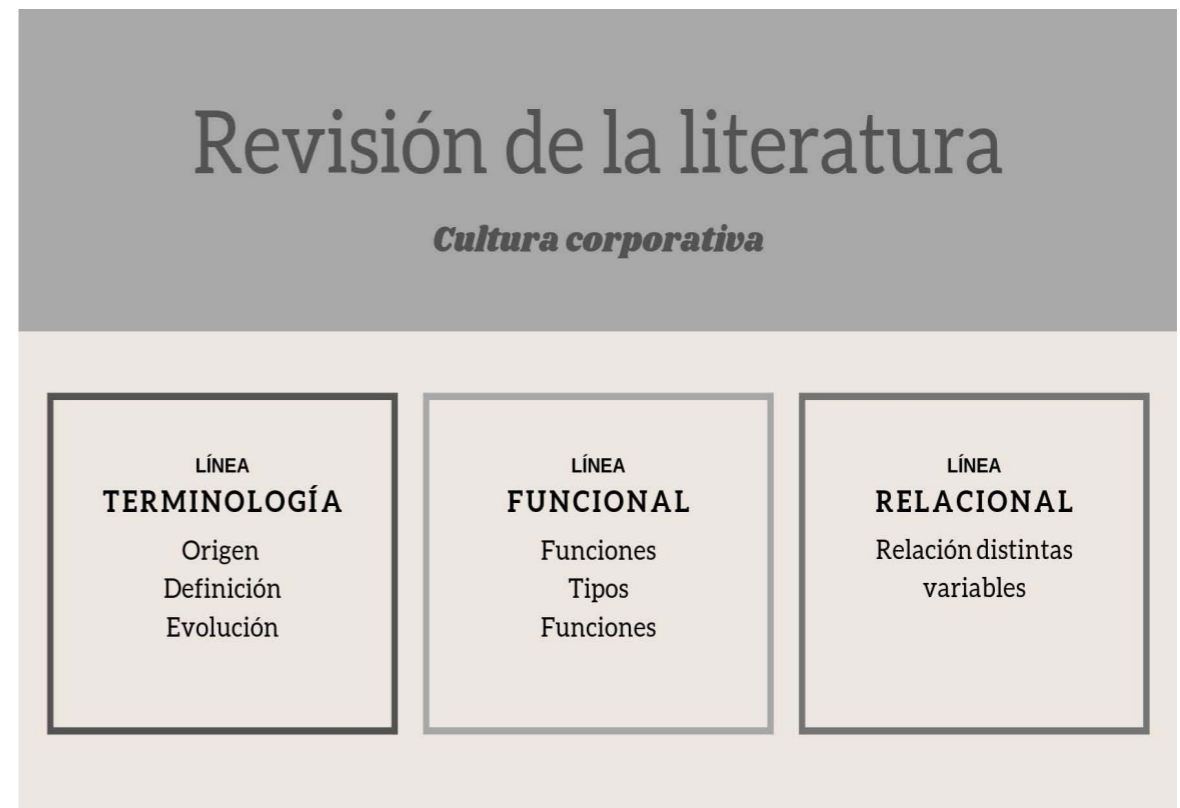 Revisión de la literatura
Cultura corporativa
LÍNEA
TERMINOLOGÍA
Origen
Definición
Evolución
LÍNEA
FUNCIONAL
Funciones
Tipos
Funciones
LÍNEA
RELACIONAL
Relación distintas
variables